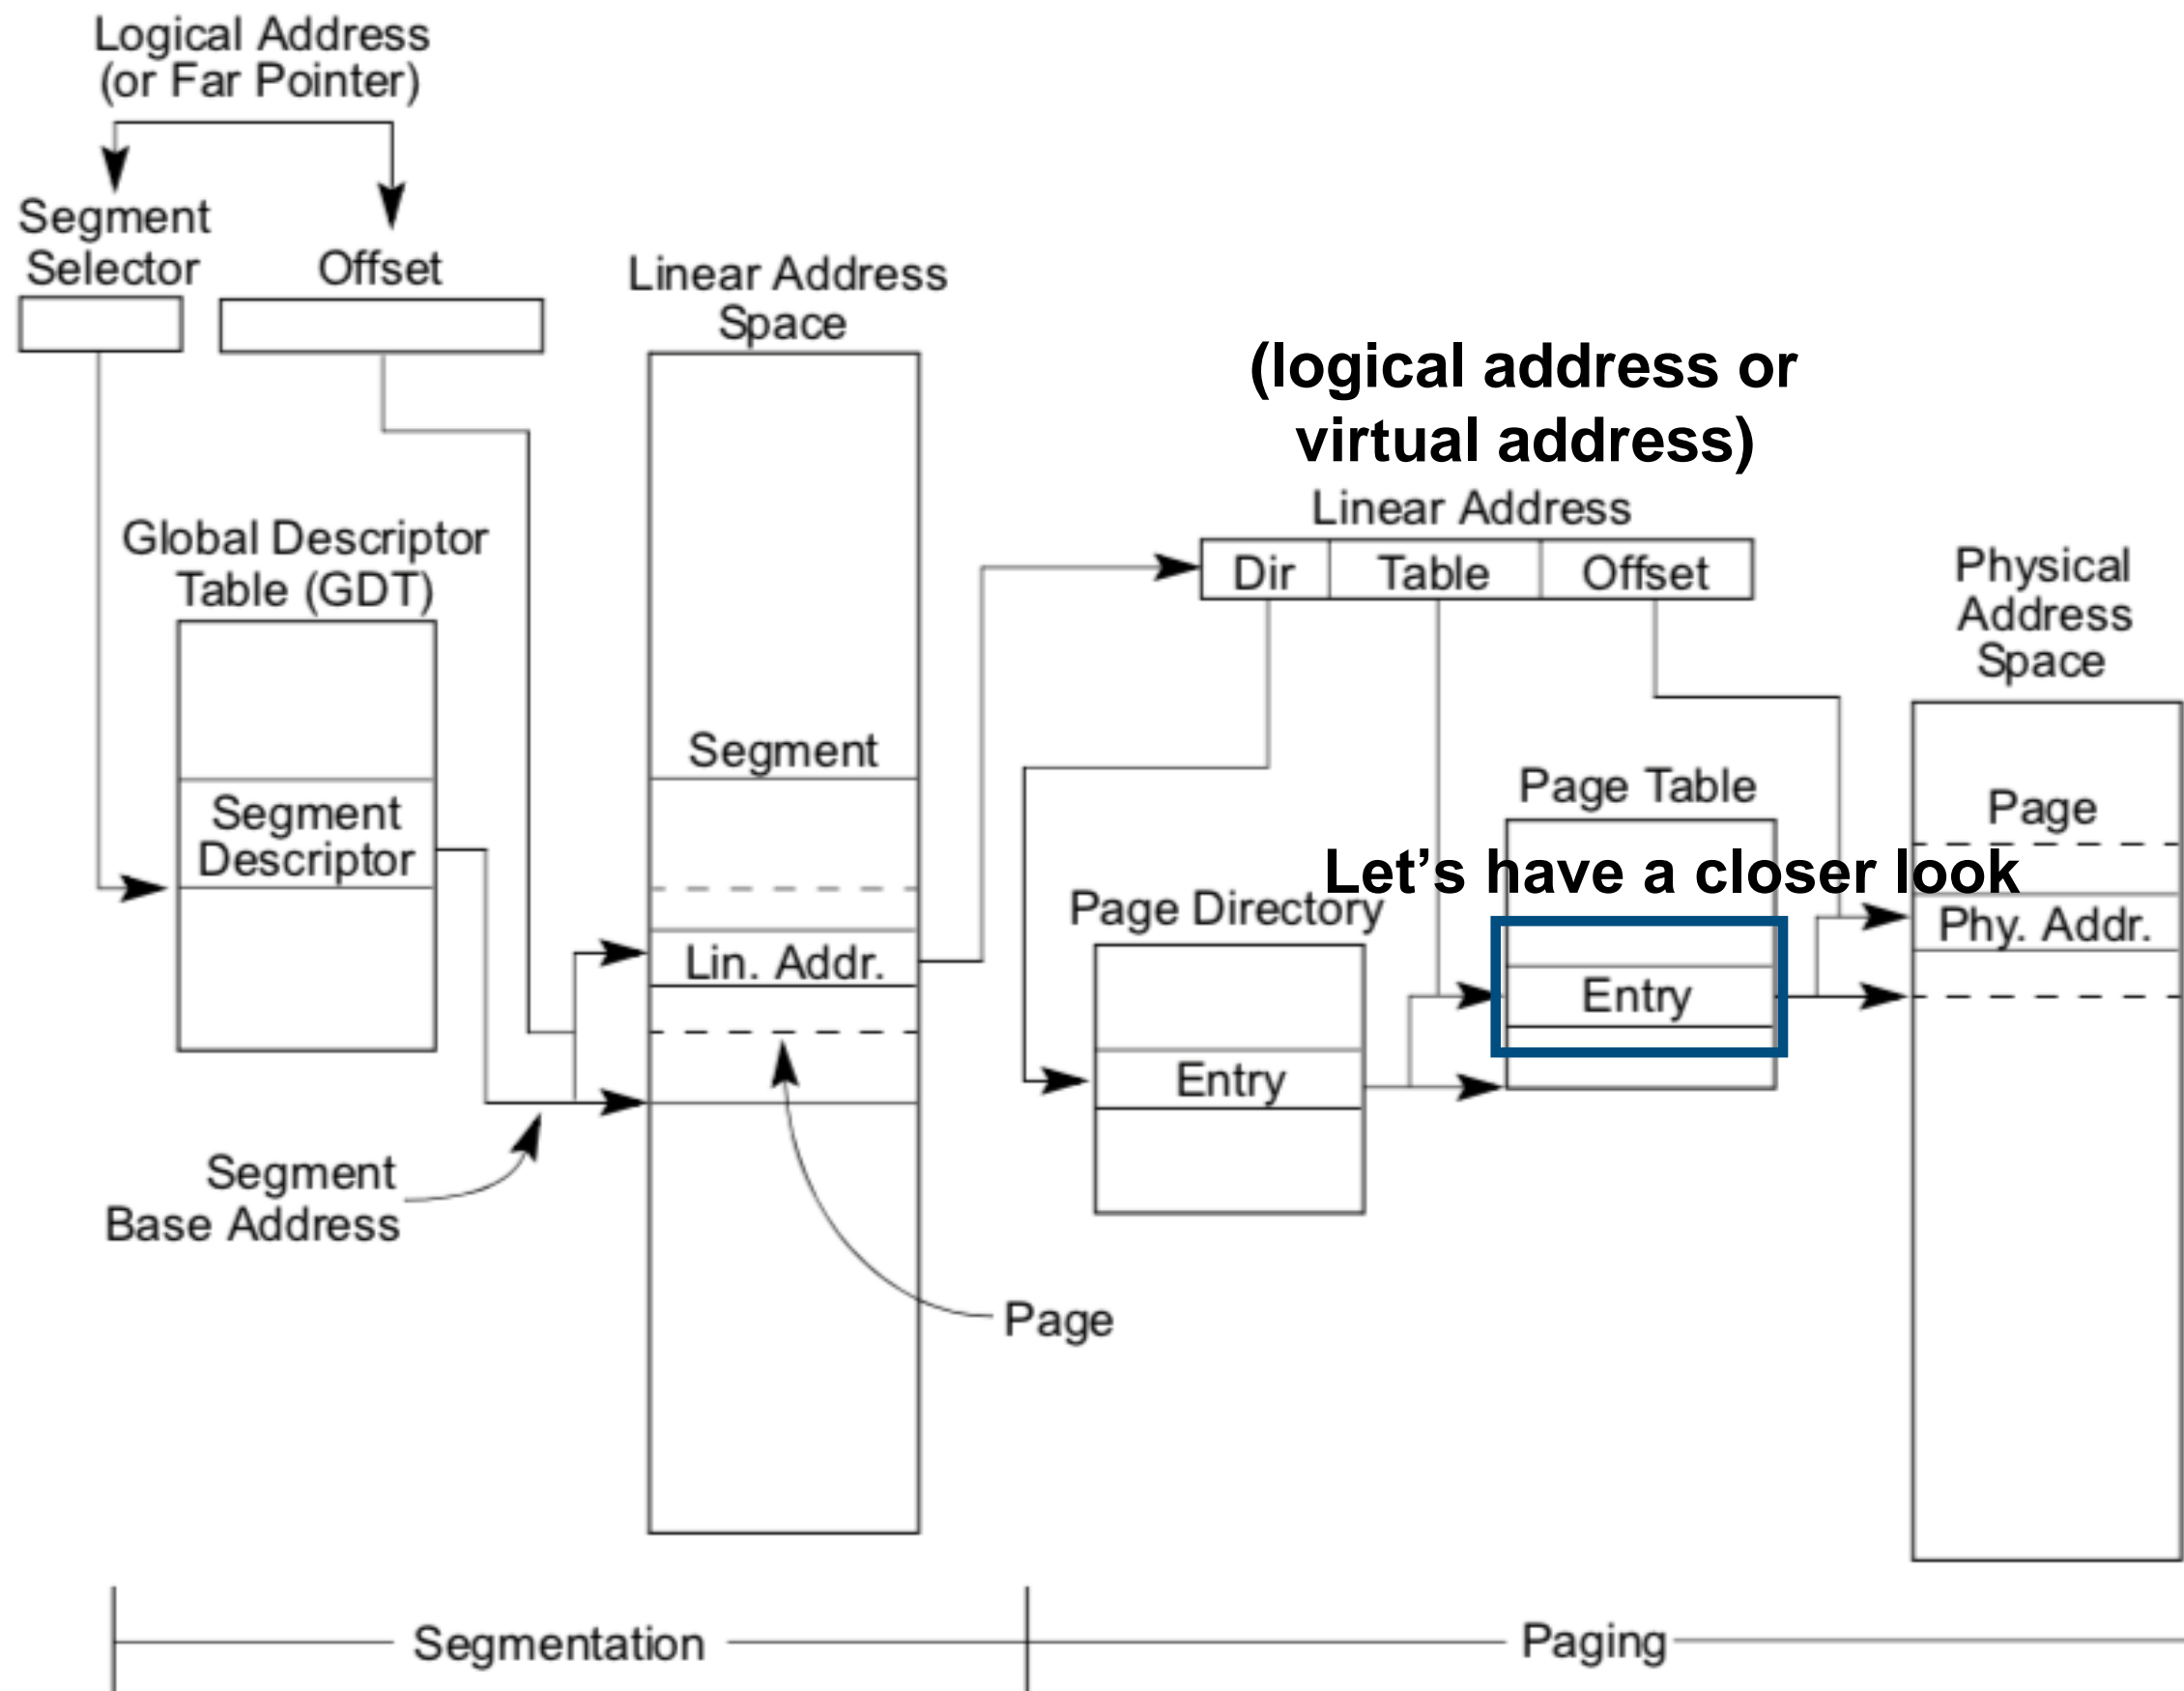 Logical Address
(or Far Pointer)
Segment
Selector
Offset
Linear Address
Space
(logical address or
virtual address)
Linear Address
Dir
Table
Offset
Global Descriptor
Table (GDT)
Physical
Address
Space
Segment
Segment
Descriptor
Page Table
Page
Let’s have a closer look
Page Directory
Phy. Addr.
Lin. Addr.
Entry
Entry
Segment
Base Address
Page
Segmentation
Paging